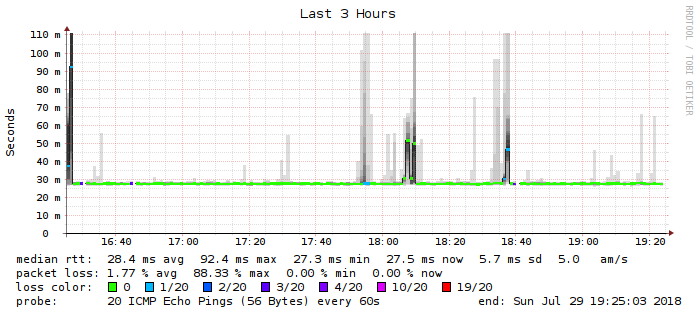 Last 3 Hours
RRDTOOL / TOBI OETIKER
Seconds
110 m
100 m
90 m
80 m
70 m
60 m
50 m
40 m
30 m
20 m
10 m
0
16:40 17:00 17:20 17:40 18:00 18:20 18:40 19:00 19:20
median rtt: 28.4 ms avg 92.4 ms max 27.3 ms min 27.5 ms now 5.7 ms sd 5.0 am/s
packet loss: 1.77 % avg 88.33 % max 0.00 % min 0.00 % now
loss color: 0 1/20 2/20 3/20 4/20 10/20 19/20
probe: 20 ICMP Echo Pings (56 Bytes) every 60s end: Sun Jul 29 19:25:03 2018